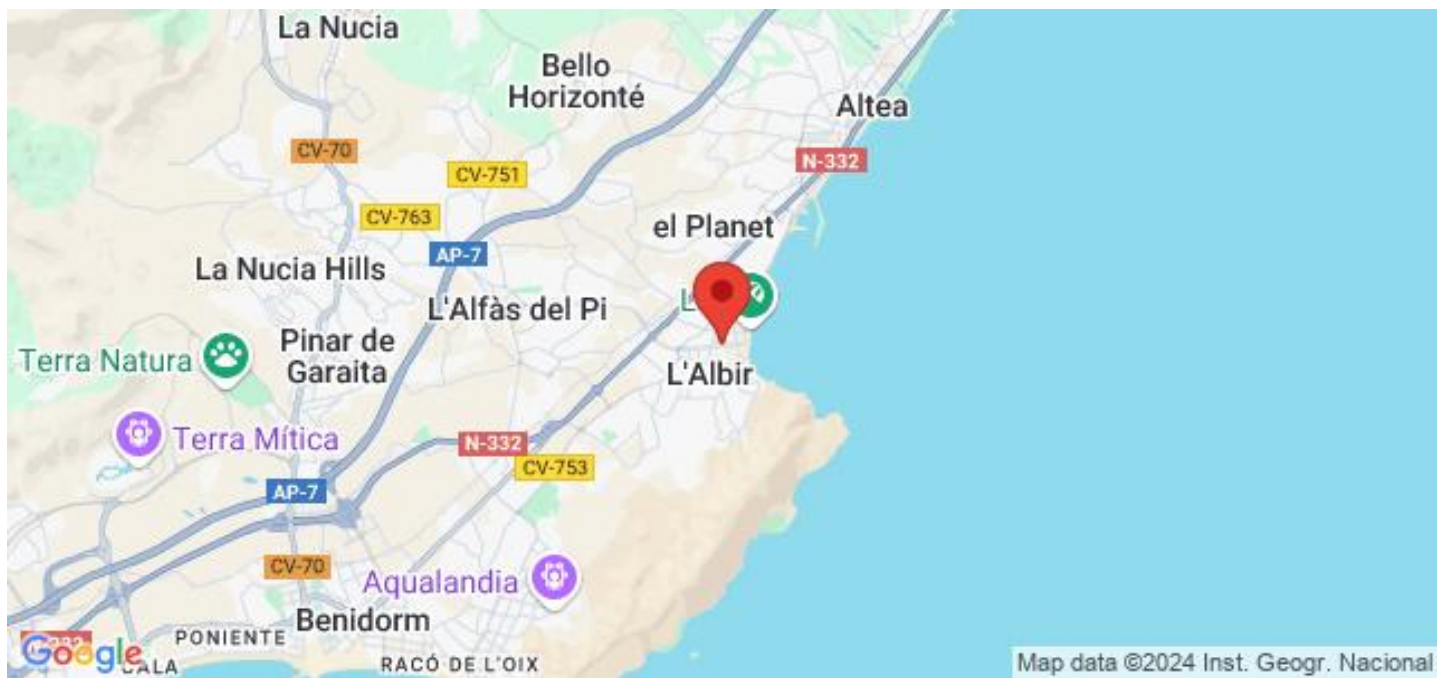 La Nucia
Bello
Horizonté
Altea
CV-70
N-332
CV-751
CV-763
el Planet
AP-7
La Nucia Hills
L'Alfàs del Pi
Terra Natura
Pinar de
Garaita
L'Albir
Terra Mítica
N-332
CV-753
AP-7
CV-70
Aqualandia
Benidorm
PONIENTE
Google
CALA
RACÓ DE L'OIX
Map data ©2024 Inst. Geogr. Nacional